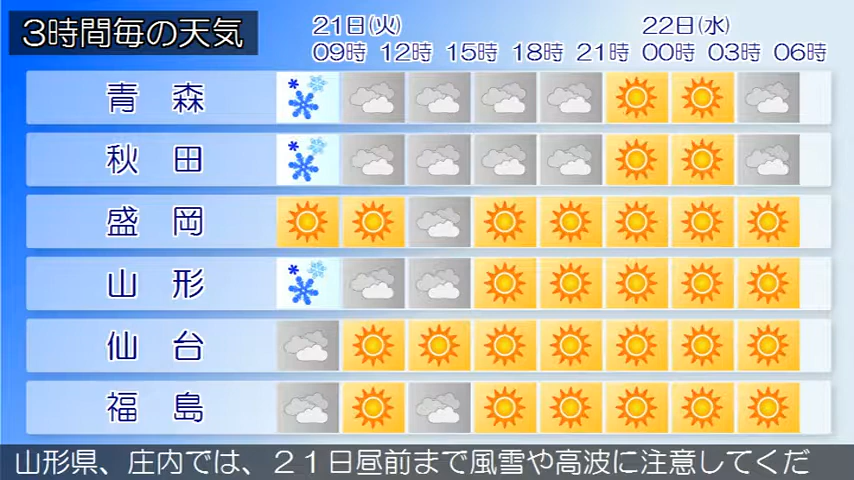 3時間毎の天気
21日(火) 22日(水)
09時 12時 15時 18時 21時 00時 03時 06時
青森
秋田
盛岡
山形
仙台
福島
山形県、庄内では、２１日昼前まで風雪や高波に注意してくだ